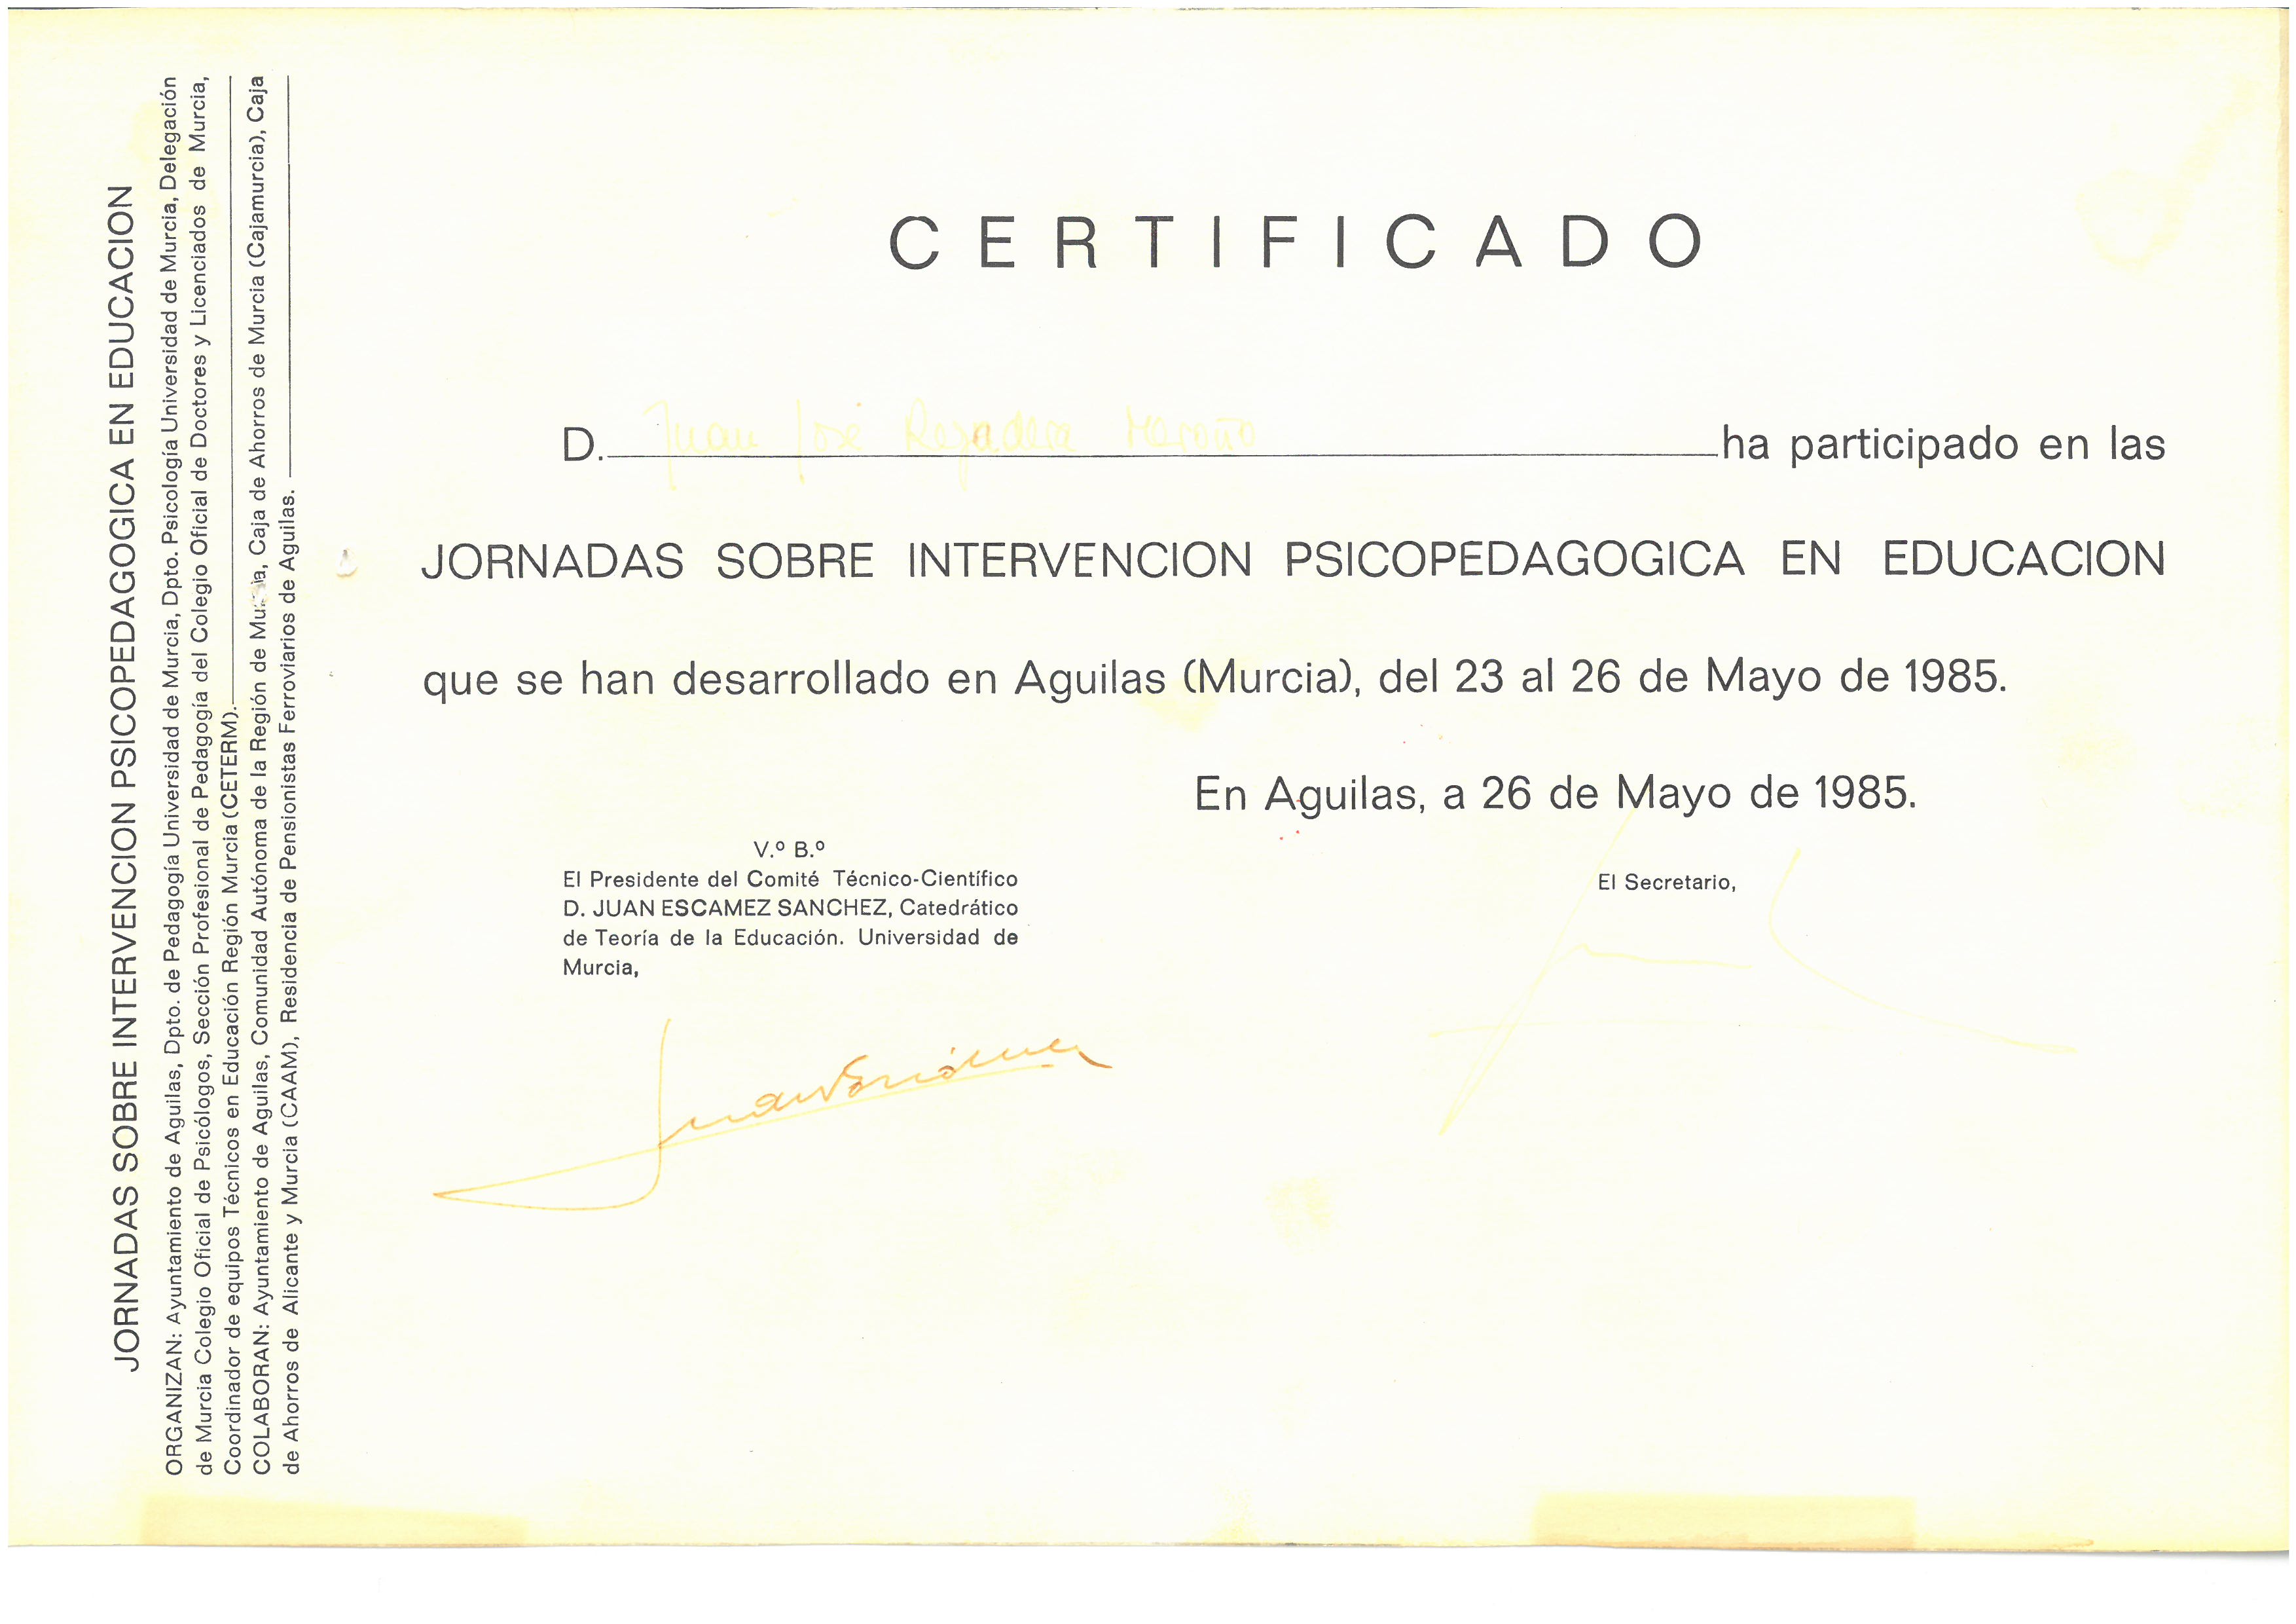 JORNADAS SOBRE INTERVENCION PSICOPEDAGOGICA EN EDUCACION
ORGANIZAN: Ayuntamiento de Aguilas, Dpto. de Pedagogía Universidad de Murcia, Dpto. Psicología Universidad de Murcia, Delegación
de Murcia Colegio Oficial de Psicólogos, Sección Profesional de Pedagogía del Colegio Oficial de Doctores y Licenciados de Murcia,
Coordinador de equipos Técnicos en Educación Región Murcia (CETERM).
COLABORAN: Ayuntamiento de Aguilas, Comunidad Autónoma de la Región de Murcia, Caja de Ahorros de Murcia (Cajamurcia), Caja
de Ahorros de Alicante y Murcia (CAAM), Residencia de Pensionistas Ferroviarios de Aguilas.
CERTIFICADO
D. Juan José ha participado en las
JORNADAS SOBRE INTERVENCION PSICOPEDAGOGICA EN EDUCACION
que se han desarrollado en Aguilas (Murcia), del 23 al 26 de Mayo de 1985.
En Aguilas, a 26 de Mayo de 1985.
V.º B.º
El Presidente del Comité Técnico-Científico
D. JUAN ESCAMEZ SANCHEZ, Catedrático
de Teoría de la Educación. Universidad de
Murcia,
El Secretario,